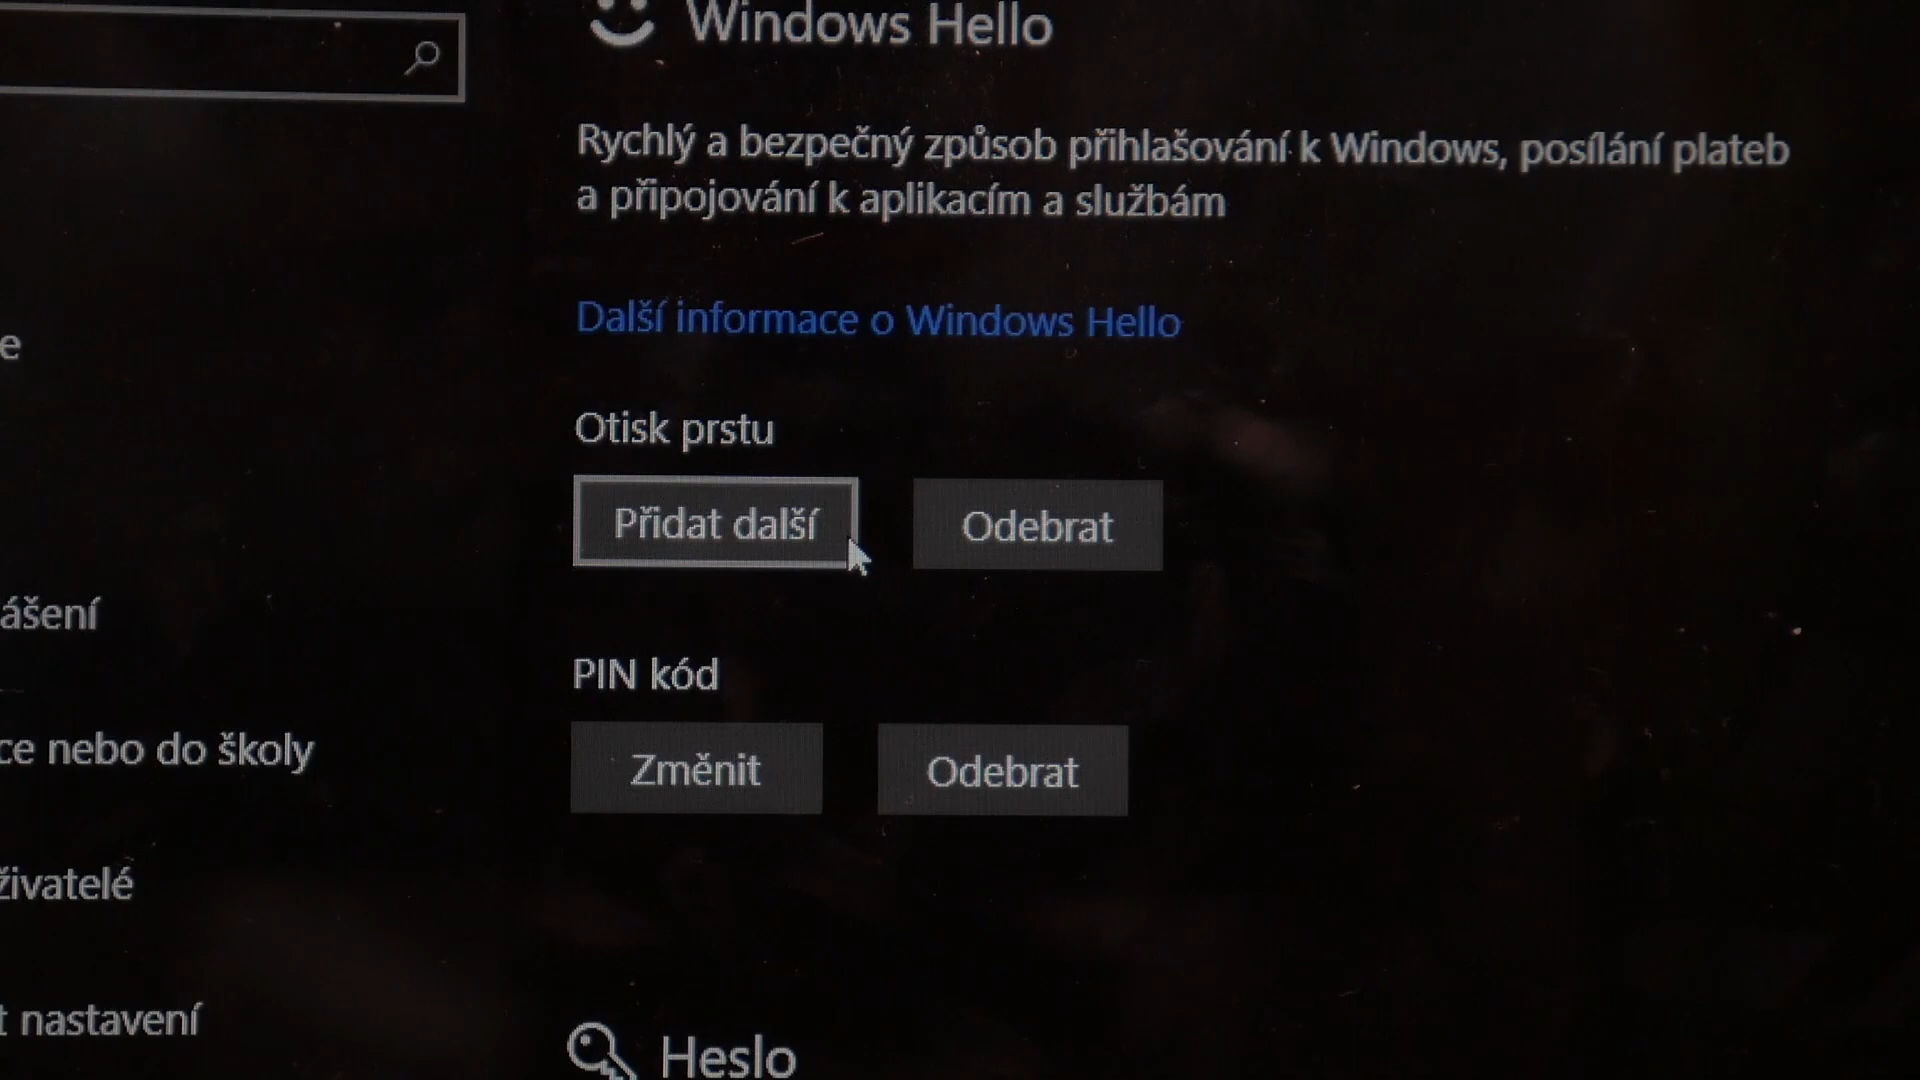 Windows Hello
Rychlý a bezpečný způsob přihlašování k Windows, posílání plateb
a připojování k aplikacím a službám
Další informace o Windows Hello
Otisk prstu
Přidat další
Odebrat
PIN kód
Změnit
Odebrat
Heslo
e
ášení
ce nebo do školy
živatelé
t nastavení